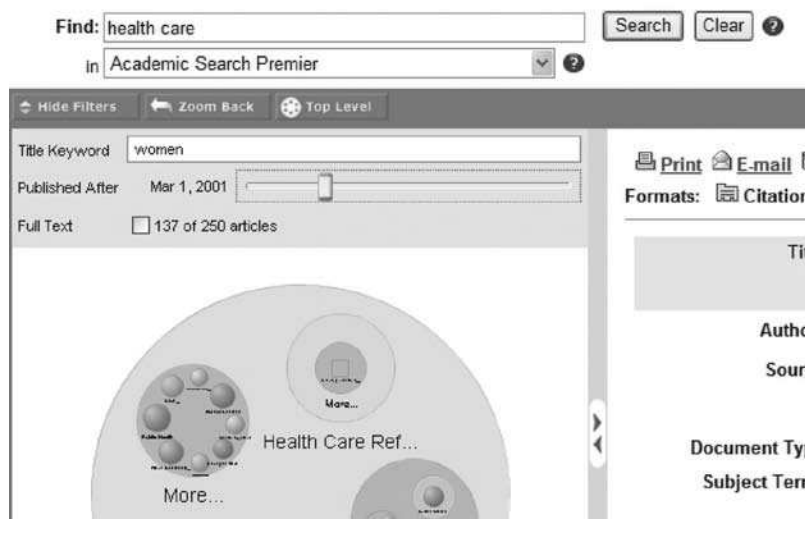 Find: health care Search Clear ?
in Academic Search Premier ?
Hide Filters Zoom Back Top Level
Title Keyword women
Published After Mar 1, 2001
Full Text 137 of 250 articles
Print E-mail
Formats: Citation
Ti
Autho
Sour
Document Typ
Subject Terr
More...
Health Care Ref...
More...